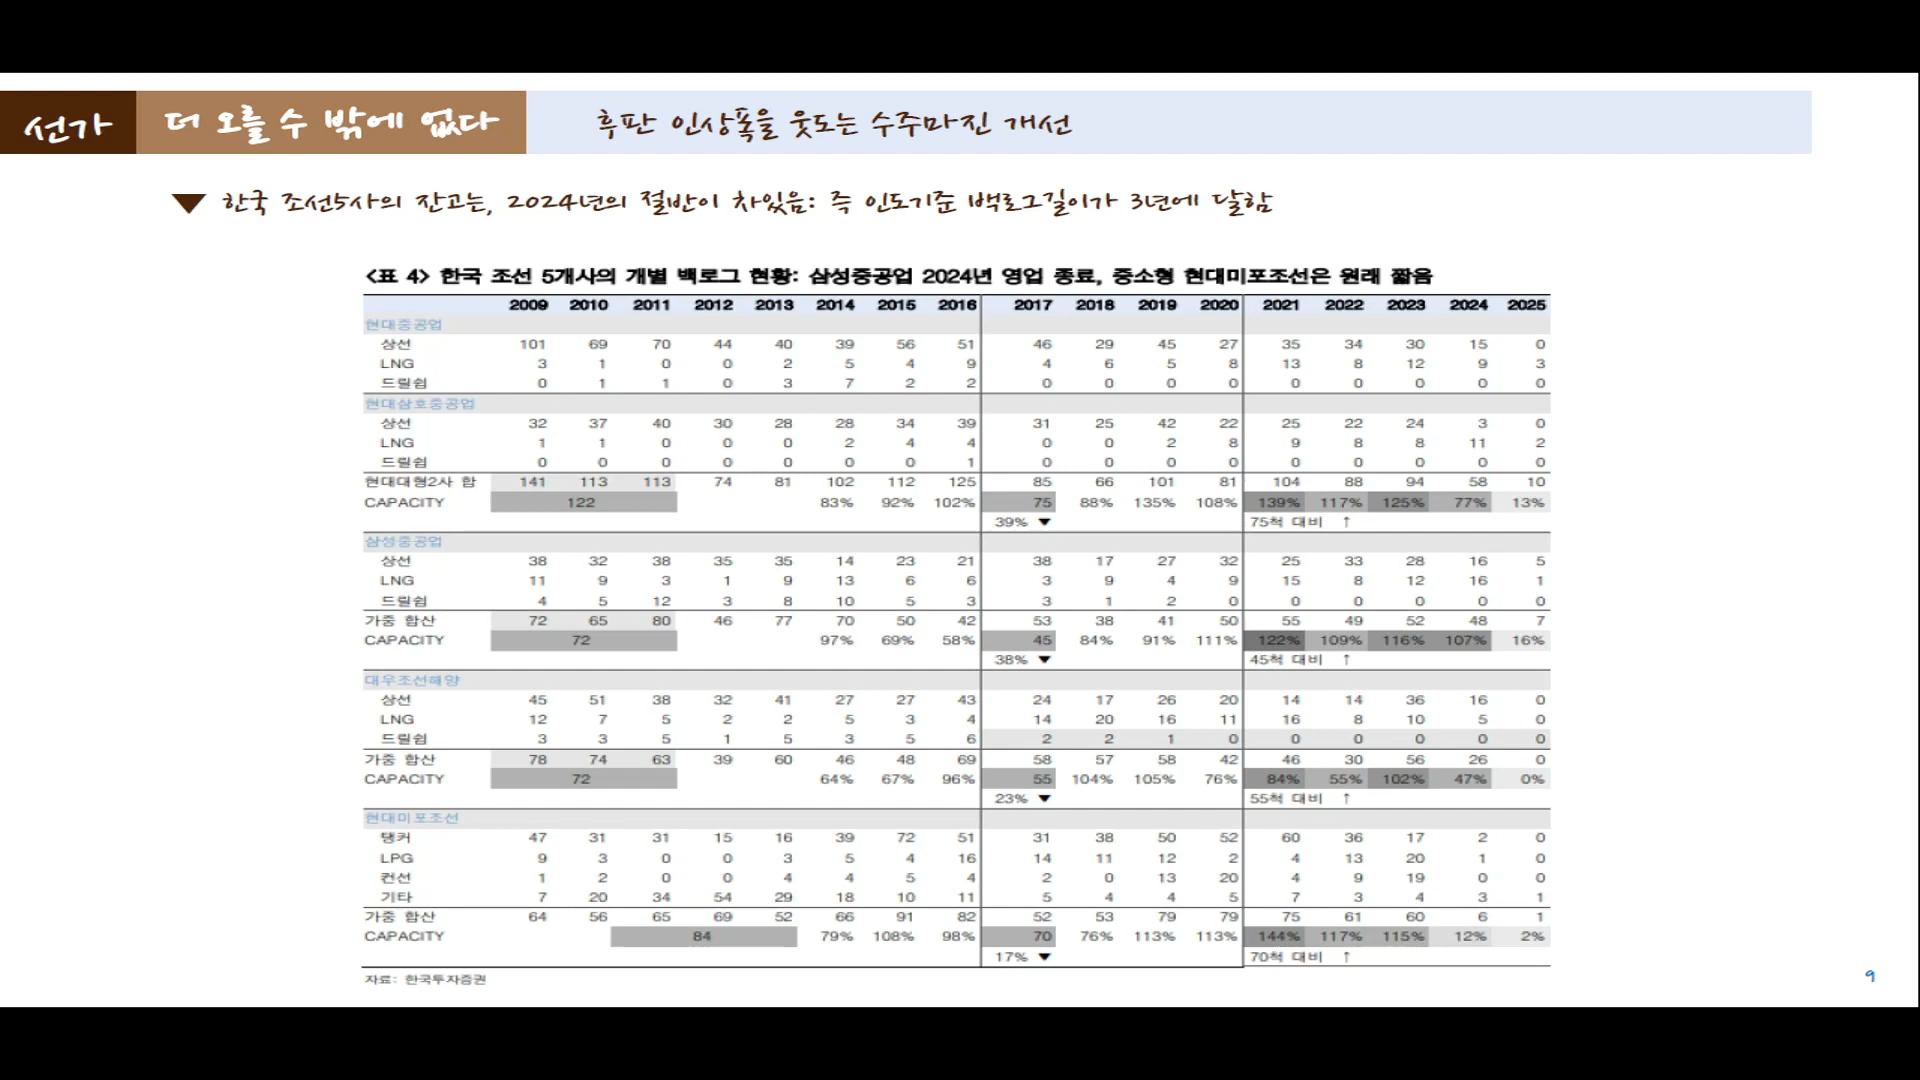 선가 더 오를 수 밖에 없다 후판 인상폭을 웃도는 수주마진 개선
▼ 한국 조선5사의 잔고는, 2024년의 절반이 차있음: 즉 인도기준 백로그길이가 3년에 달함
<표 4> 한국 조선 5개사의 개별 백로그 현황: 삼성중공업 2024년 영업 종료, 중소형 현대미포조선은 원래 짧음
2009 2010 2011 2012 2013 2014 2015 2016 2017 2018 2019 2020 2021 2022 2023 2024 2025
현대중공업
상선 101 69 70 44 40 39 56 51 46 29 45 27 35 34 30 15 0
LNG 3 1 0 0 2 5 4 9 4 6 5 8 13 8 12 9 3
드릴쉽 0 1 1 0 3 7 2 2 0 0 0 0 0 0 0 0 0
현대삼호중공업
상선 32 37 40 30 28 28 34 39 31 25 42 22 25 22 24 3 0
LNG 1 1 0 0 0 2 4 4 0 0 2 8 9 8 8 11 2
드릴쉽 0 0 0 0 0 0 0 1 0 0 0 0 0 0 0 0 0
현대대형2사 합 141 113 113 74 81 102 112 125 85 66 101 81 104 88 94 58 10
CAPACITY 122 83% 92% 102% 75 88% 135% 108% 139% 117% 125% 77% 13%
39% ▼ 75척 대비 ↑
삼성중공업
상선 38 32 38 35 35 14 23 21 38 17 27 32 25 33 28 16 5
LNG 11 9 3 1 9 13 6 6 3 9 4 9 15 8 12 16 1
드릴쉽 4 5 12 3 8 10 5 3 3 1 2 0 0 0 0 0 0
가중 합산 72 65 80 46 77 70 50 42 53 38 41 50 55 49 52 48 7
CAPACITY 72 97% 69% 58% 45 84% 91% 111% 122% 109% 116% 107% 16%
38% ▼ 45척 대비 ↑
대우조선해양
상선 45 51 38 32 41 27 27 43 24 17 26 20 14 14 36 16 0
LNG 12 7 5 2 2 5 3 4 14 20 16 11 16 8 10 5 0
드릴쉽 3 3 5 1 5 3 5 6 2 2 1 0 0 0 0 0 0
가중 합산 78 74 63 39 60 46 48 69 58 57 58 42 46 30 56 26 0
CAPACITY 72 64% 67% 96% 55 104% 105% 76% 84% 55% 102% 47% 0%
23% ▼ 55척 대비 ↑
현대미포조선
탱커 47 31 31 15 16 39 72 51 31 38 50 52 60 36 17 2 0
LPG 9 3 0 0 3 5 4 16 14 11 12 2 4 13 20 1 0
컨선 1 2 0 0 4 4 5 4 2 0 13 20 4 9 19 0 0
기타 7 20 34 54 29 18 10 11 5 4 4 5 7 3 4 3 1
가중 합산 64 56 65 69 52 66 91 82 52 53 79 79 75 61 60 6 1
CAPACITY 84 79% 108% 98% 70 76% 113% 113% 144% 117% 115% 12% 2%
17% ▼ 70척 대비 ↑
자료: 한국투자증권
9